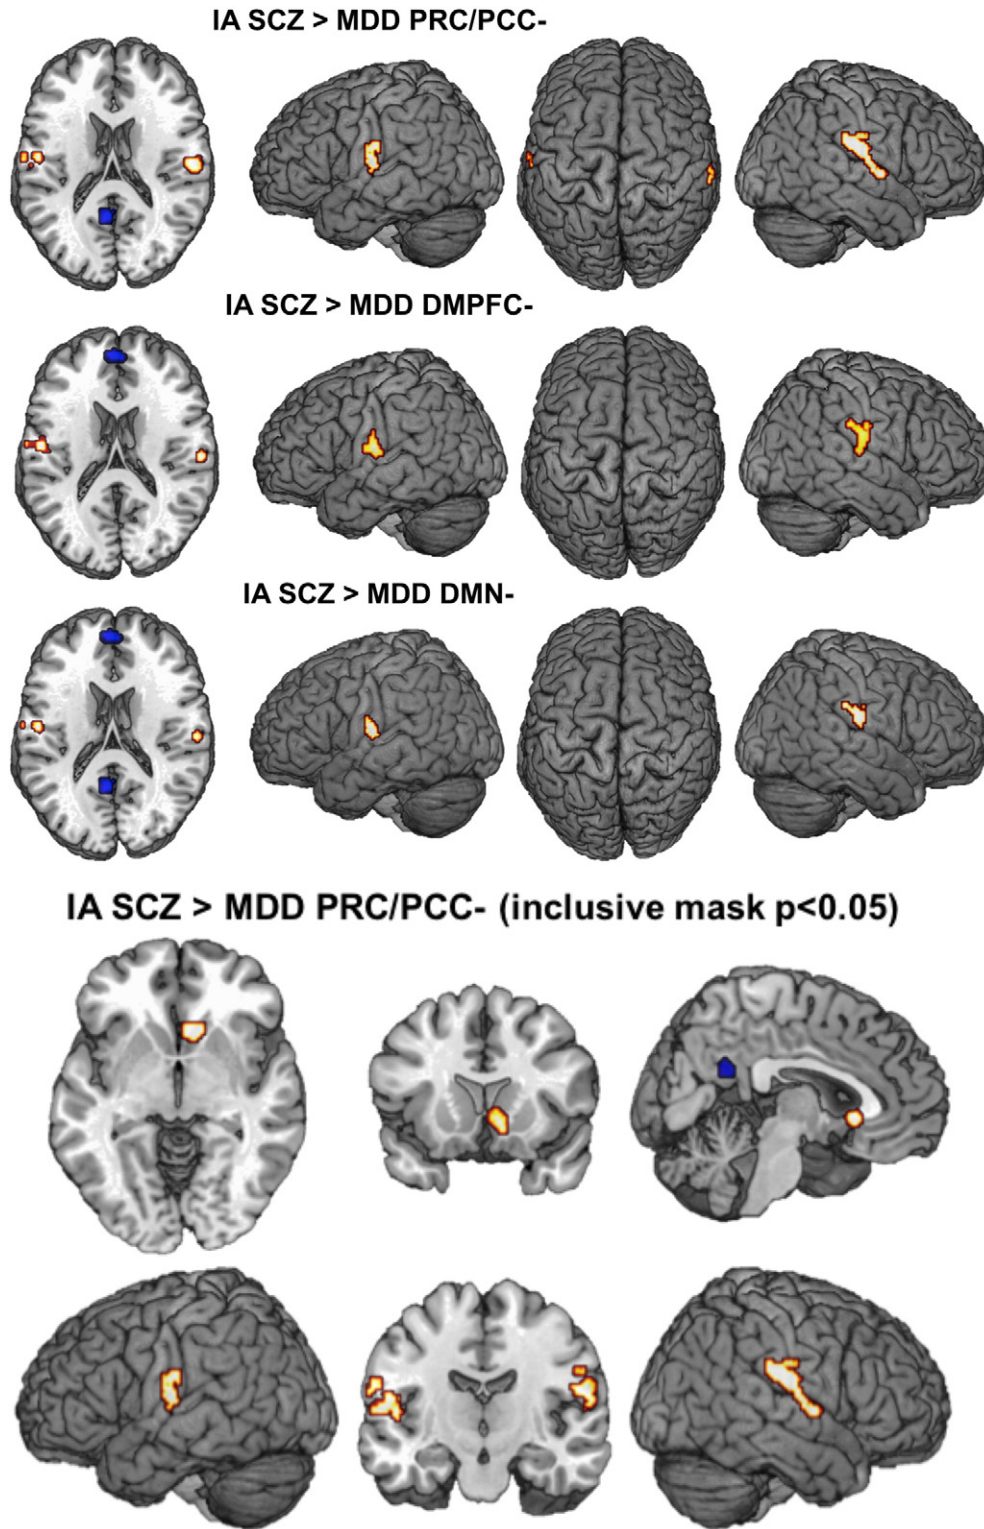 IA SCZ > MDD PRC/PCC-
IA SCZ > MDD DMPFC-
IA SCZ > MDD DMN-
IA SCZ > MDD PRC/PCC- (inclusive mask p<0.05)